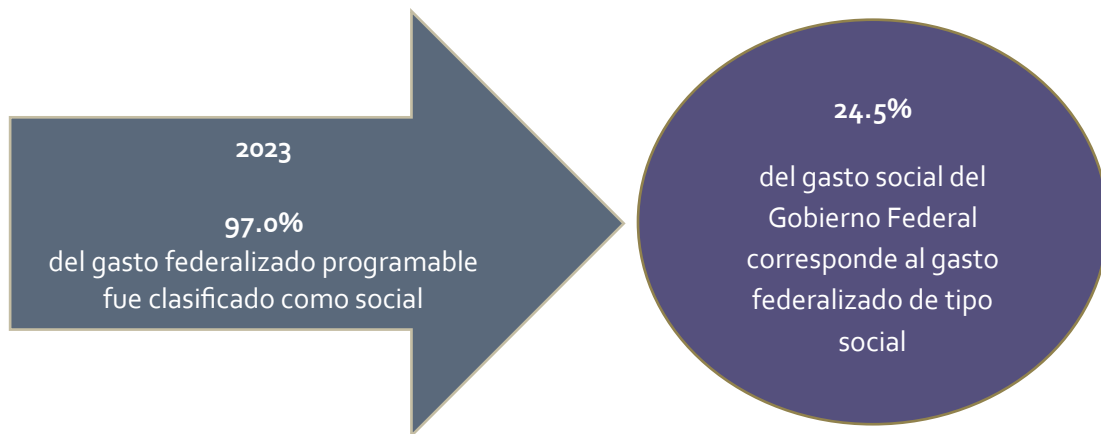 2023
97.0%
del gasto federalizado programable
fue clasificado como social
24.5%
del gasto social del
Gobierno Federal
corresponde al gasto
federalizado de tipo
social